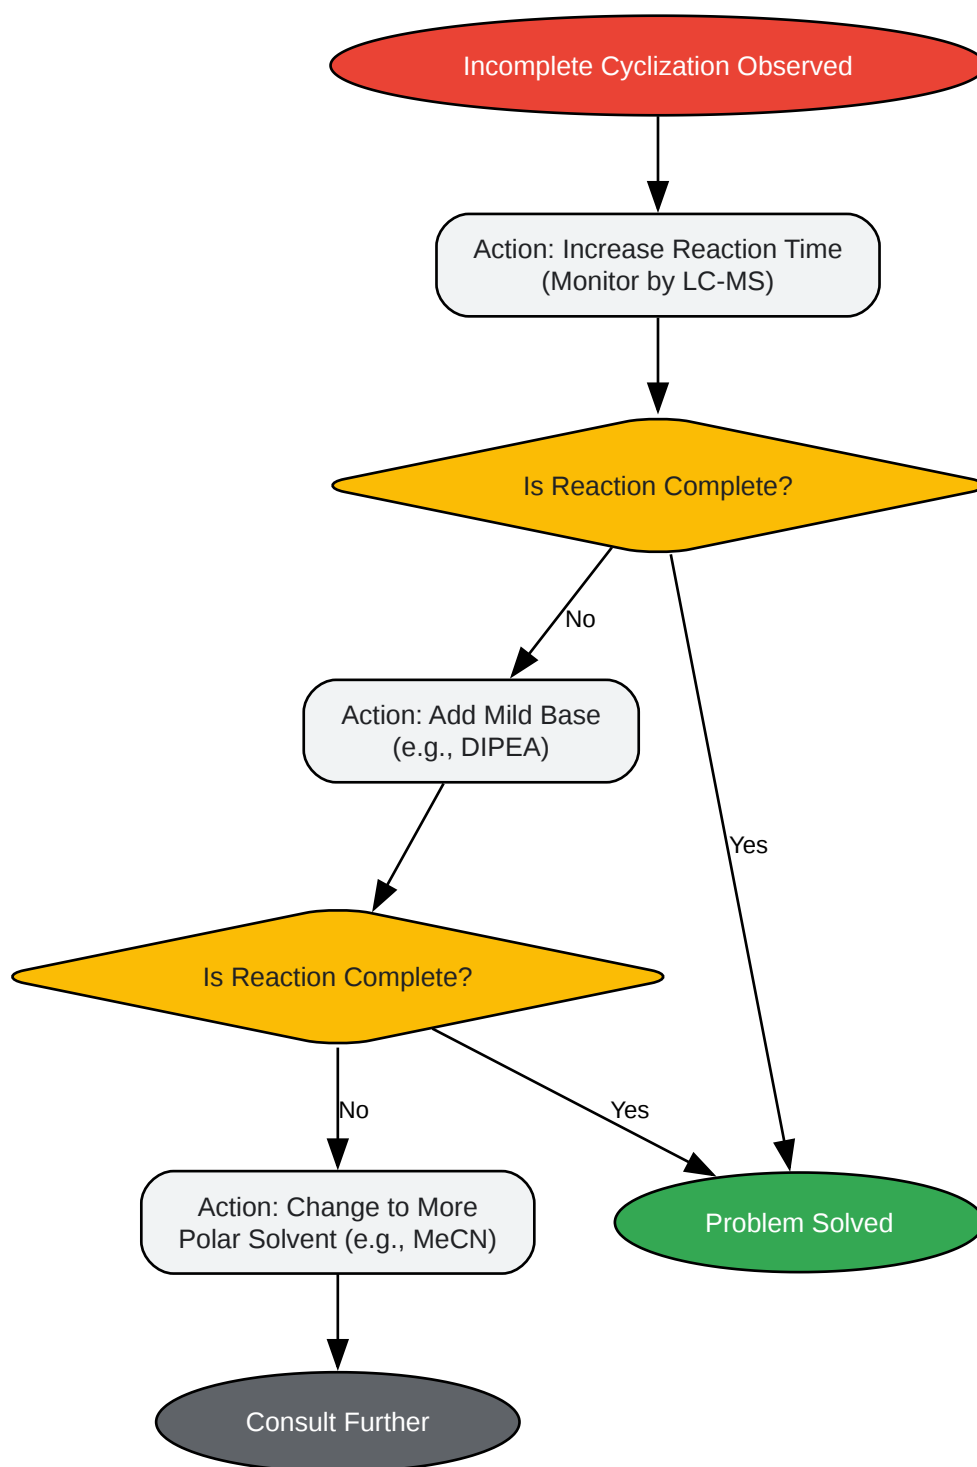 Incomplete Cyclization Observed
Action: Increase Reaction Time
(Monitor by LC-MS)
Is Reaction Complete?
No
Action: Add Mild Base
(e.g., DIPEA)
Yes
Is Reaction Complete?
No
Yes
Action: Change to More
Polar Solvent (e.g., MeCN)
Problem Solved
Consult Further